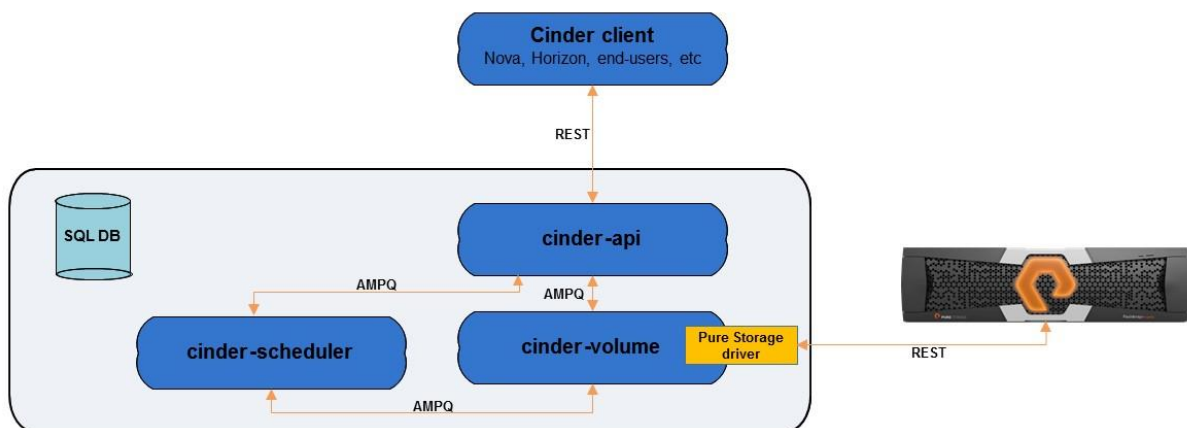 Cinder client
Nova, Horizon, end-users, etc
REST
SQL DB
cinder-api
AMPQ
AMPQ
cinder-scheduler
cinder-volume
Pure Storage
driver
REST
AMPQ